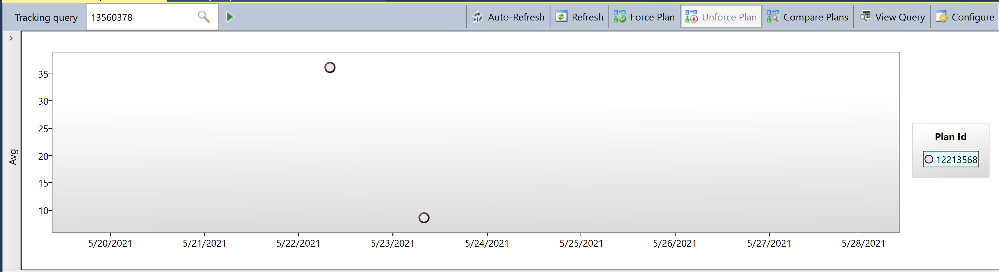 Tracking query 13560378 Auto-Refresh Refresh Force Plan Unforce Plan Compare Plans View Query Configure
Avg
35
30
25
20
15
10
5/20/2021 5/21/2021 5/22/2021 5/23/2021 5/24/2021 5/25/2021 5/26/2021 5/27/2021 5/28/2021
Plan Id
12213568